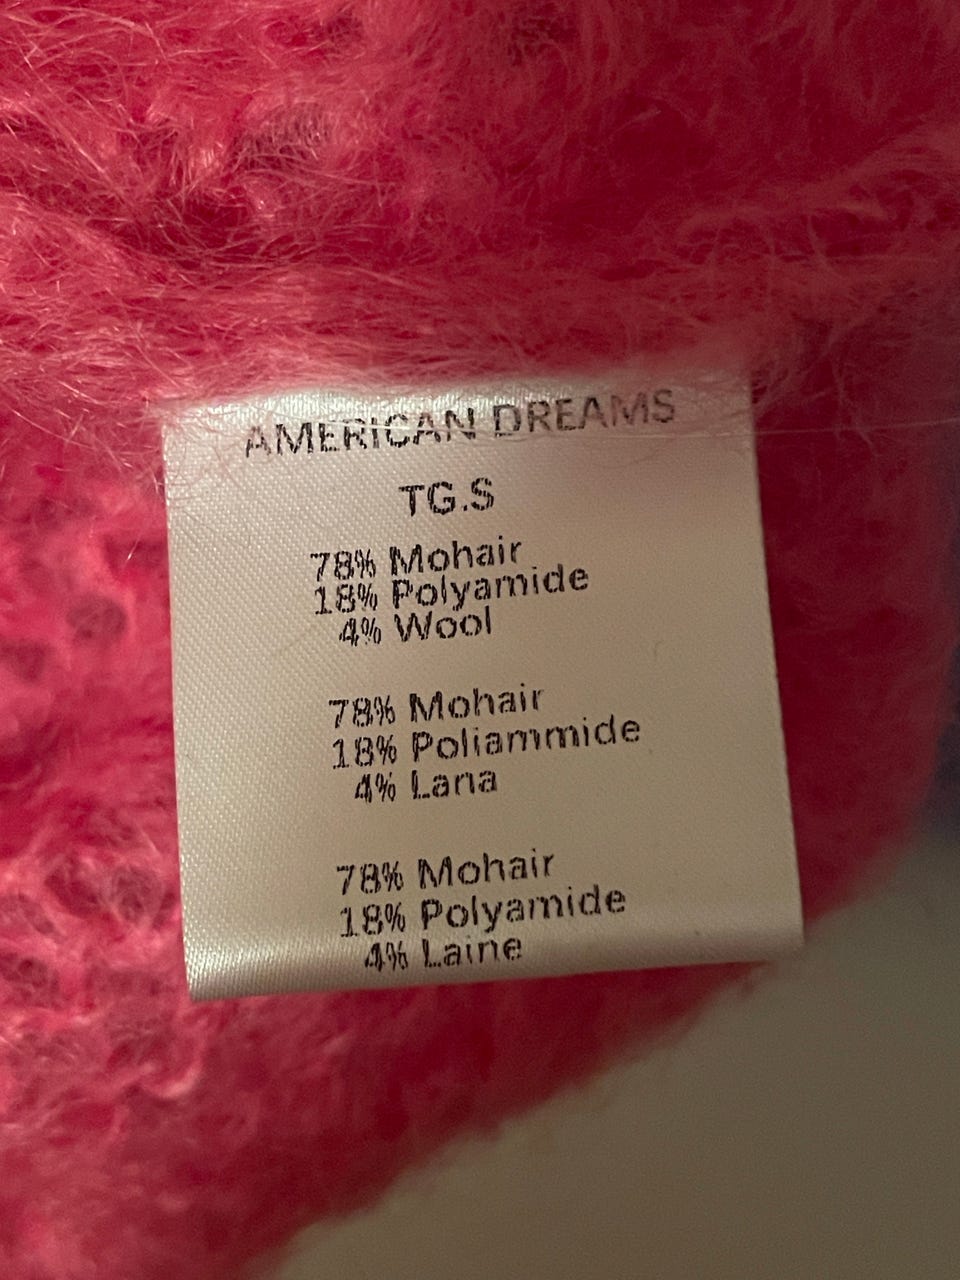 AMERICAN DREAMS
TG.S
78% Mohair
18% Polyamide
4% Wool
78% Mohair
18% Poliammide
4% Lana
78% Mohair
18% Polyamide
4% Laine